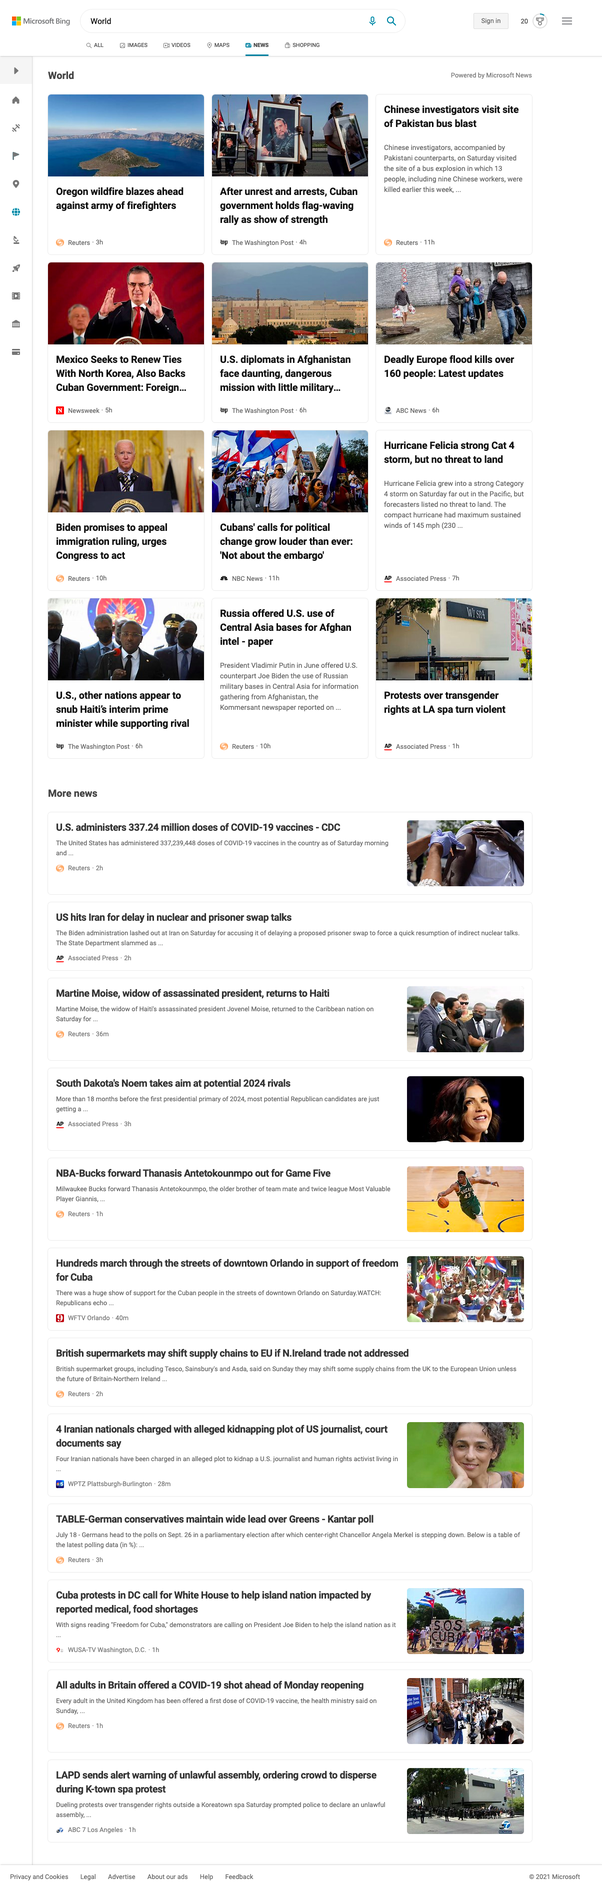 Microsoft Bing
World
Sign in
20
ALL
IMAGES
VIDEOS
MAPS
NEWS
SHOPPING
World
Powered by Microsoft News
Oregon wildfire blazes ahead
against army of firefighters
Reuters · 3h
After unrest and arrests, Cuban
government holds flag-waving
rally as show of strength
wp The Washington Post · 4h
Chinese investigators visit site
of Pakistan bus blast
Chinese investigators, accompanied by
Pakistani counterparts, on Saturday visited
the site of a bus explosion in which 13
people, including nine Chinese workers, were
killed earlier this week, ...
Reuters · 11h
Mexico Seeks to Renew Ties
With North Korea, Also Backs
Cuban Government: Foreign...
N Newsweek · 5h
U.S. diplomats in Afghanistan
face daunting, dangerous
mission with little military...
wp The Washington Post · 6h
Deadly Europe flood kills over
160 people: Latest updates
ABC News · 6h
Biden promises to appeal
immigration ruling, urges
Congress to act
Reuters · 10h
Cubans' calls for political
change grow louder than ever:
'Not about the embargo'
NBC News · 11h
Hurricane Felicia strong Cat 4
storm, but no threat to land
Hurricane Felicia grew into a strong Category
4 storm on Saturday far out in the Pacific, but
forecasters listed no threat to land. The
compact hurricane had maximum sustained
winds of 145 mph (230 ...
AP Associated Press · 7h
U.S., other nations appear to
snub Haiti's interim prime
minister while supporting rival
wp The Washington Post · 6h
Russia offered U.S. use of
Central Asia bases for Afghan
intel - paper
President Vladimir Putin in June offered U.S.
counterpart Joe Biden the use of Russian
military bases in Central Asia for information
gathering from Afghanistan, the
Kommersant newspaper reported on ...
Reuters · 10h
WI SPA
Protests over transgender
rights at LA spa turn violent
AP Associated Press · 1h
More news
U.S. administers 337.24 million doses of COVID-19 vaccines - CDC
The United States has administered 337,239,448 doses of COVID-19 vaccines in the country as of Saturday morning
and ...
Reuters · 2h
US hits Iran for delay in nuclear and prisoner swap talks
The Biden administration lashed out at Iran on Saturday for accusing it of delaying a proposed prisoner swap to force a quick resumption of indirect nuclear talks.
The State Department slammed as ...
AP Associated Press · 2h
Martine Moise, widow of assassinated president, returns to Haiti
Martine Moise, the widow of Haiti's assassinated president Jovenel Moise, returned to the Caribbean nation on
Saturday for ...
Reuters · 36m
South Dakota's Noem takes aim at potential 2024 rivals
More than 18 months before the first presidential primary of 2024, most potential Republican candidates are just
getting a ...
AP Associated Press · 3h
NBA-Bucks forward Thanasis Antetokounmpo out for Game Five
Milwaukee Bucks forward Thanasis Antetokounmpo, the older brother of team mate and twice league Most Valuable
Player Giannis, ...
Reuters · 1h
Hundreds march through the streets of downtown Orlando in support of freedom
for Cuba
There was a huge show of support for the Cuban people in the streets of downtown Orlando on Saturday.WATCH:
Republicans echo ...
9 WFTV Orlando · 40m
British supermarkets may shift supply chains to EU if N.Ireland trade not addressed
British supermarket groups, including Tesco, Sainsbury's and Asda, said on Sunday they may shift some supply chains from the UK to the European Union unless
the future of Britain-Northern Ireland ...
Reuters · 2h
4 Iranian nationals charged with alleged kidnapping plot of US journalist, court
documents say
Four Iranian nationals have been charged in an alleged plot to kidnap a U.S. journalist and human rights activist living in
...
WPTZ Plattsburgh-Burlington · 28m
TABLE-German conservatives maintain wide lead over Greens - Kantar poll
July 18 - Germans head to the polls on Sept. 26 in a parliamentary election after which center-right Chancellor Angela Merkel is stepping down. Below is a table of
the latest polling data (in %): ...
Reuters · 3h
Cuba protests in DC call for White House to help island nation impacted by
reported medical, food shortages
With signs reading "Freedom for Cuba," demonstrators are calling on President Joe Biden to help the island nation as it
...
WUSA-TV Washington, D.C. · 1h
S.O.S
CUBA
All adults in Britain offered a COVID-19 shot ahead of Monday reopening
Every adult in the United Kingdom has been offered a first dose of COVID-19 vaccine, the health ministry said on
Sunday, ...
Reuters · 1h
LAPD sends alert warning of unlawful assembly, ordering crowd to disperse
during K-town spa protest
Dueling protests over transgender rights outside a Koreatown spa Saturday prompted police to declare an unlawful
assembly, ...
ABC 7 Los Angeles · 1h
Privacy and Cookies
Legal
Advertise
About our ads
Help
Feedback
© 2021 Microsoft